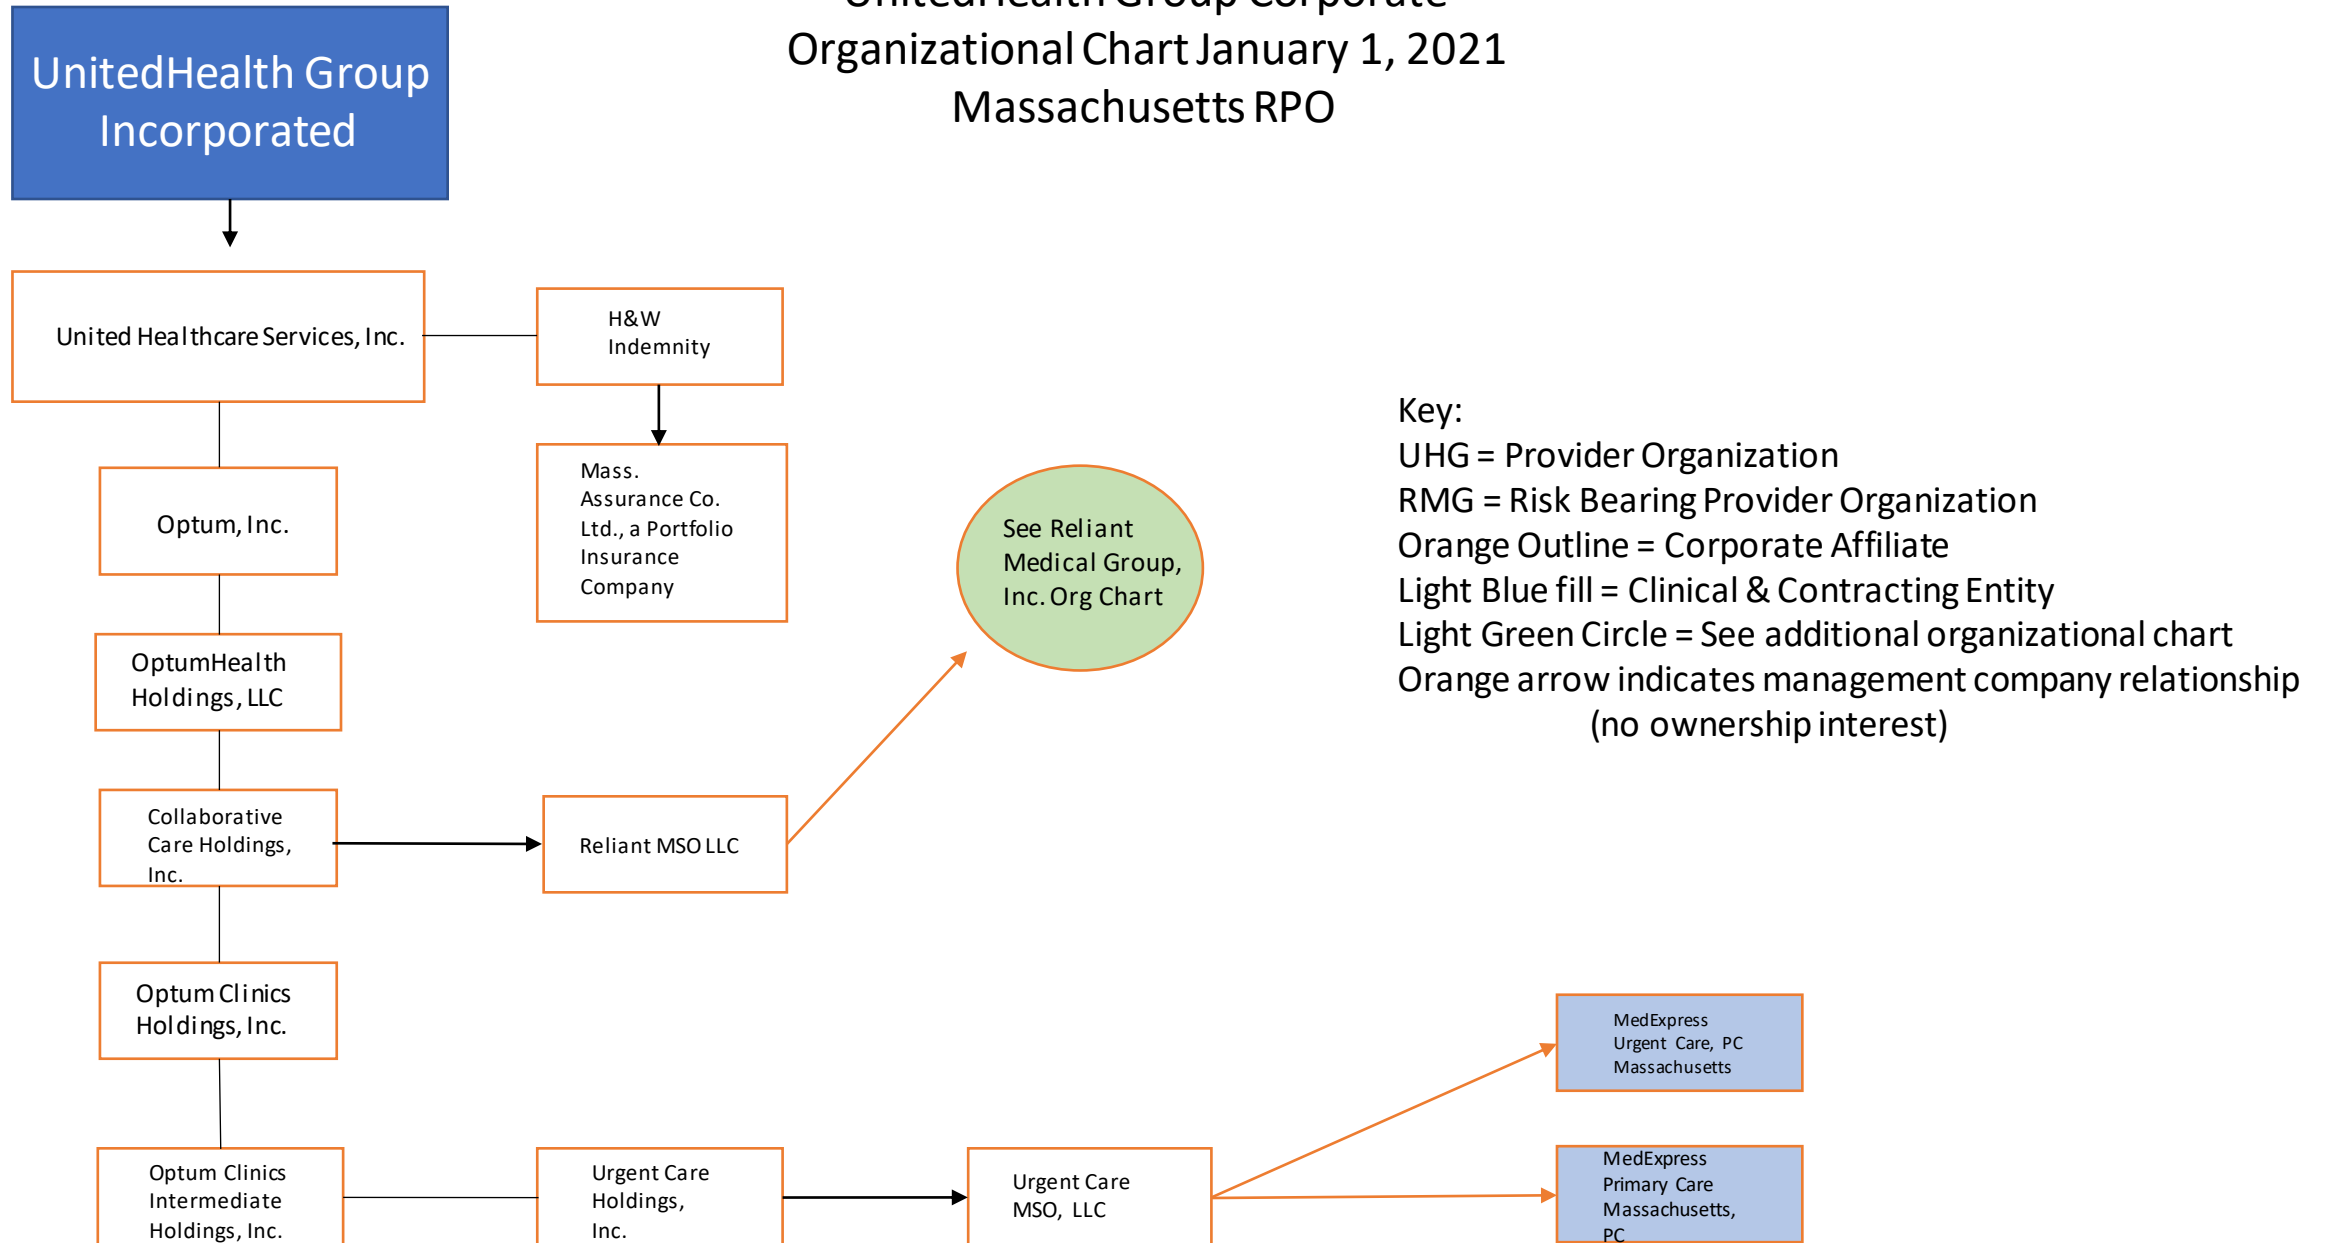 UnitedHealth Group Corporate
Organizational Chart January 1, 2021
Massachusetts RPO
UnitedHealth Group
Incorporated
United Healthcare Services, Inc.
H&W
Indemnity
Mass.
Assurance Co.
Ltd., a Portfolio
Insurance
Company
Optum, Inc.
See Reliant
Medical Group,
Inc. Org Chart
Key:
UHG = Provider Organization
RMG = Risk Bearing Provider Organization
Orange Outline = Corporate Affiliate
Light Blue fill = Clinical & Contracting Entity
Light Green Circle = See additional organizational chart
Orange arrow indicates management company relationship
(no ownership interest)
OptumHealth
Holdings, LLC
Collaborative
Care Holdings,
Inc.
Reliant MSO LLC
Optum Clinics
Holdings, Inc.
MedExpress
Urgent Care, PC
Massachusetts
Optum Clinics
Intermediate
Holdings, Inc.
Urgent Care
Holdings,
Inc.
Urgent Care
MSO, LLC
MedExpress
Primary Care
Massachusetts,
PC